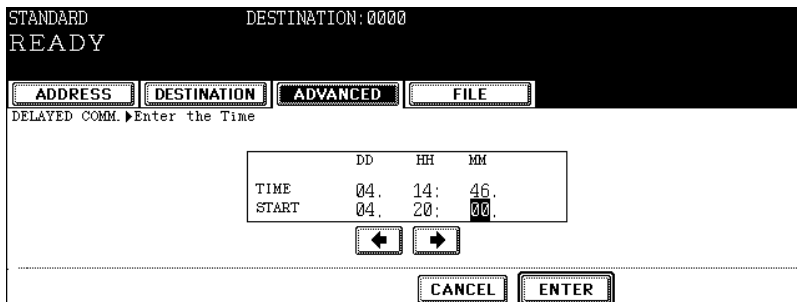 STANDARD DESTINATION:0000
READY
ADDRESS DESTINATION ADVANCED FILE
DELAYED COMM.▶Enter the Time
DD HH MM
TIME 04. 14: 46.
START 04. 20: 00.
CANCEL ENTER